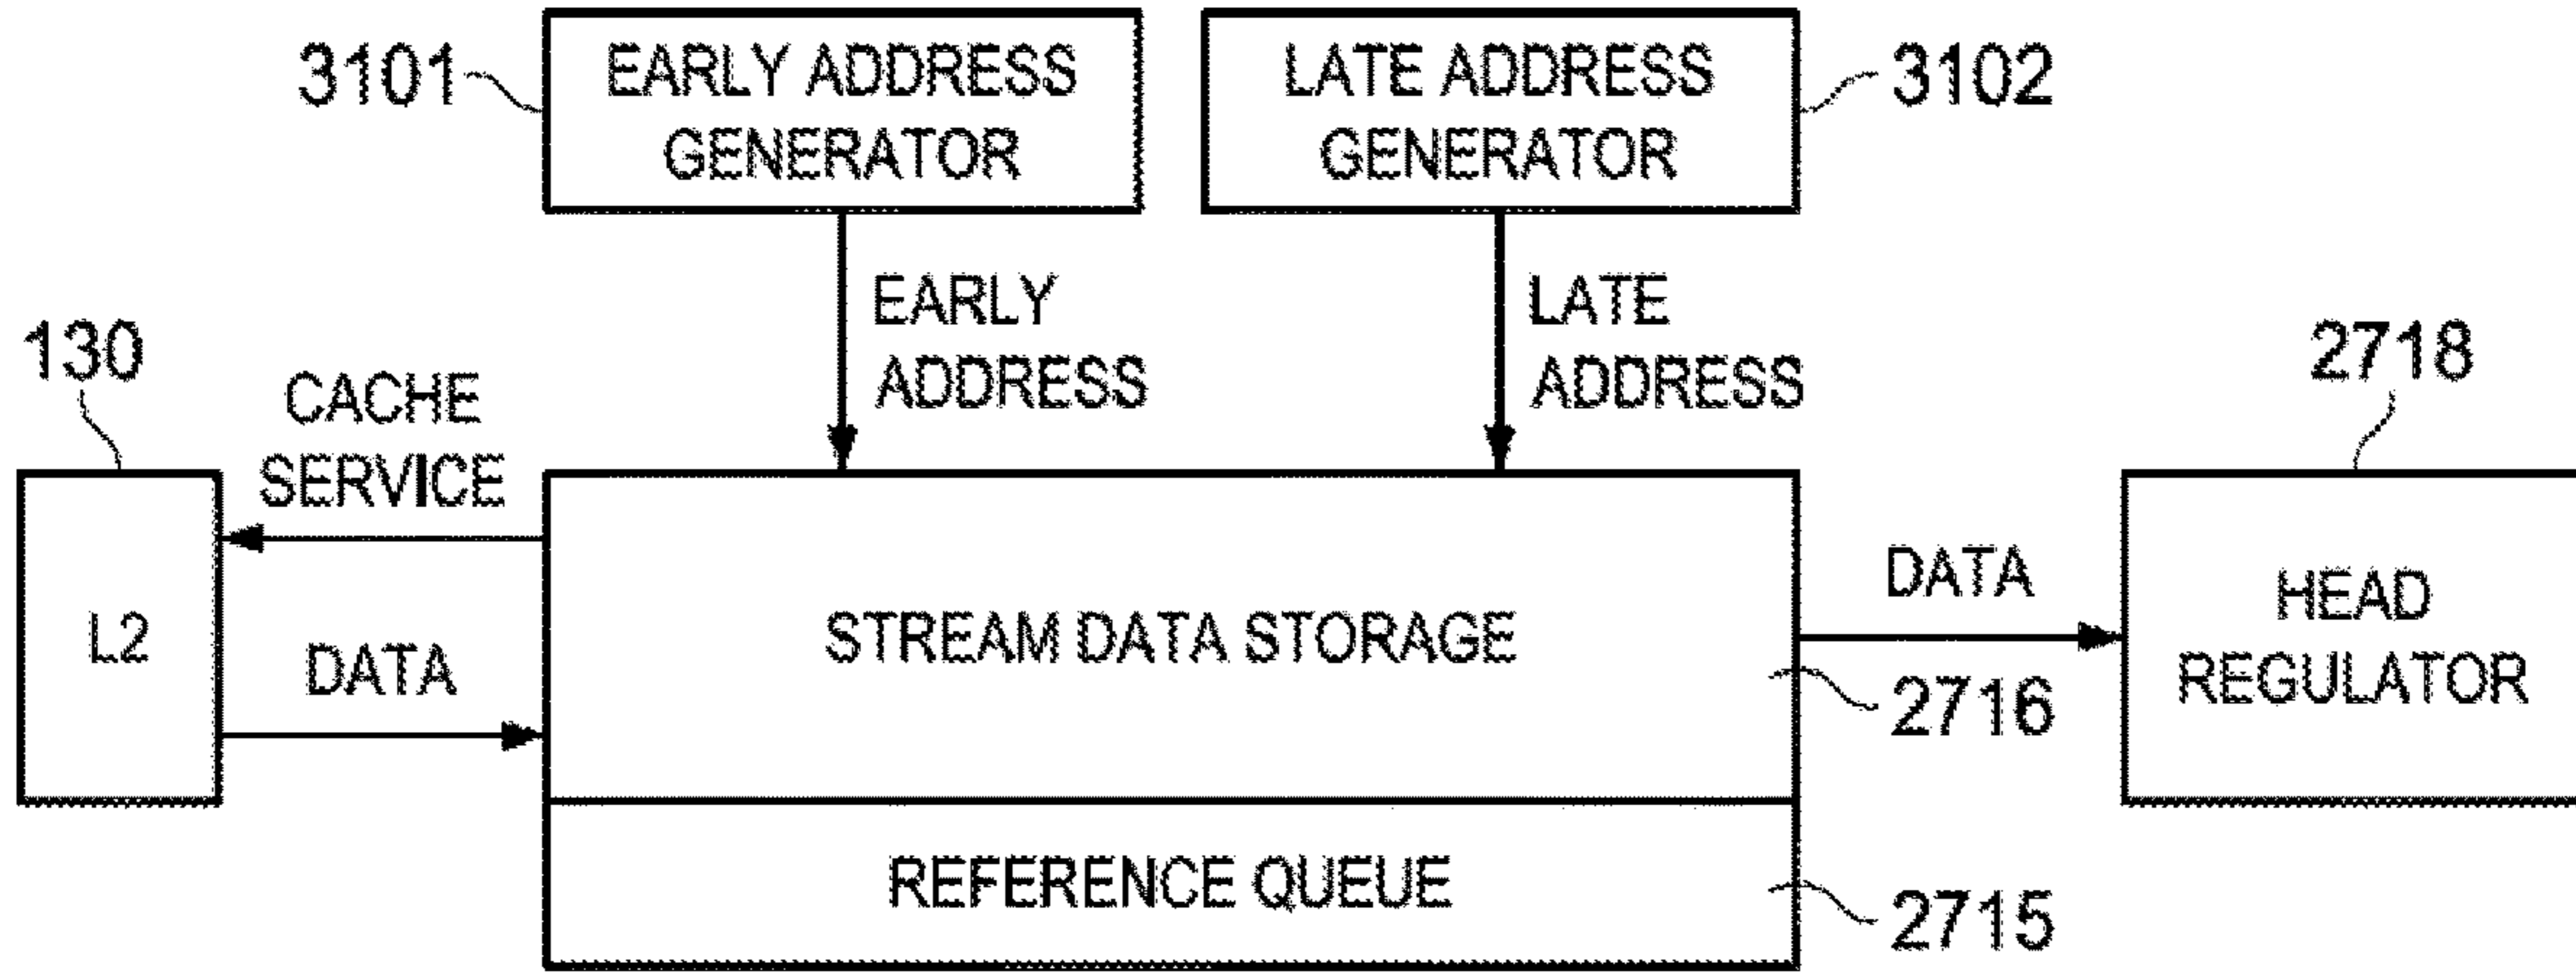 3101
EARLY ADDRESS
GENERATOR
LATE ADDRESS
GENERATOR
3102
EARLY
ADDRESS
LATE
ADDRESS
130
CACHE
SERVICE
2718
L2
DATA
STREAM DATA STORAGE
DATA
HEAD
REGULATOR
2716
REFERENCE QUEUE
2715